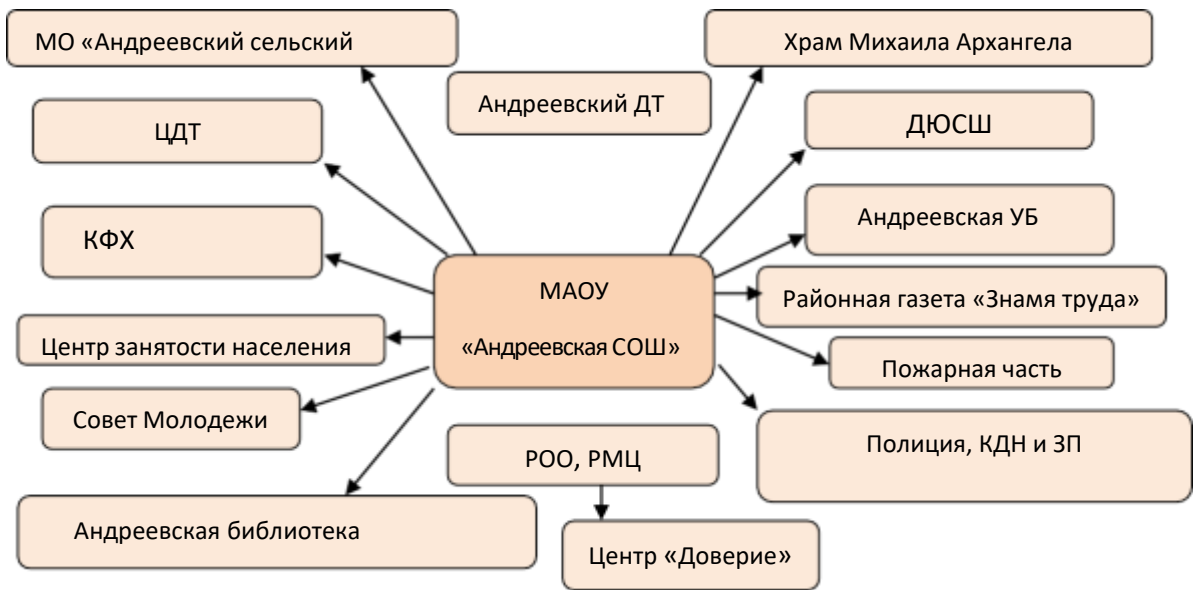 МО «Андреевский сельский
Храм Михаила Архангела
Андреевский ДТ
ЦДТ
ДЮСШ
КФХ
Андреевская УБ
МАОУ
«Андреевская СОШ»
Районная газета «Знамя труда»
Центр занятости населения
Пожарная часть
Совет Молодежи
Полиция, КДН и ЗП
РОО, РМЦ
Андреевская библиотека
Центр «Доверие»